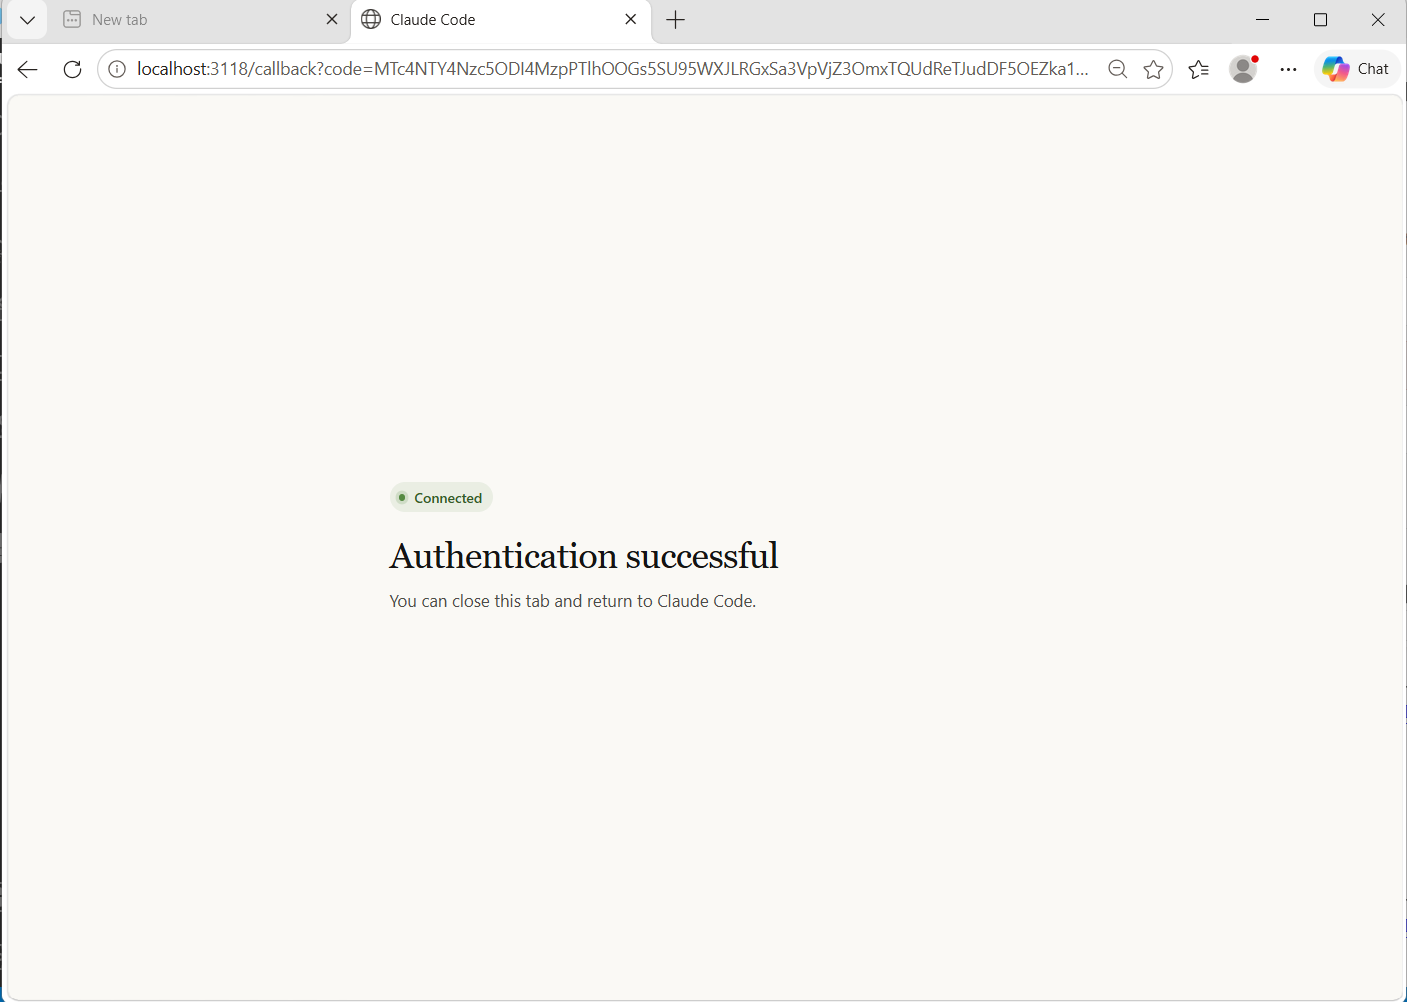 New tab
Claude Code
localhost:3118/callback?code=MTc4NTY4Nzc5ODI4MzpPTlhOOGs5SU95WXJLRGxSa3VpVjZ3OmxTQUdReTJudDF5OEZka1...
Chat
Connected
Authentication successful
You can close this tab and return to Claude Code.